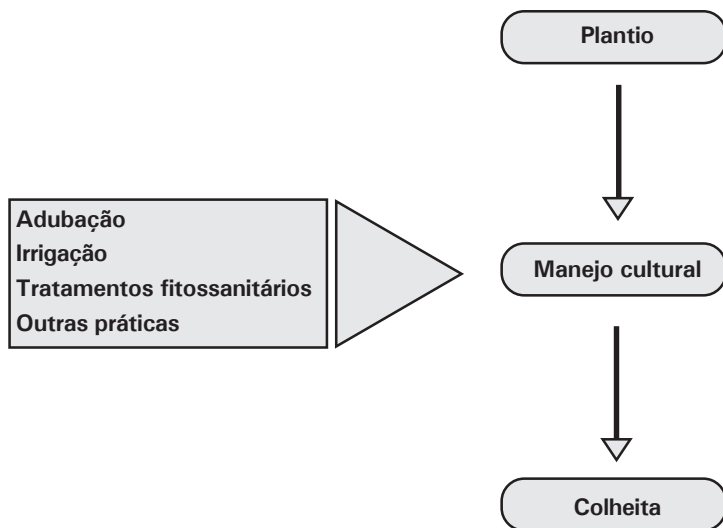 Plantio
Adubação
Irrigação
Tratamentos fitossanitários
Outras práticas
Manejo cultural
Colheita